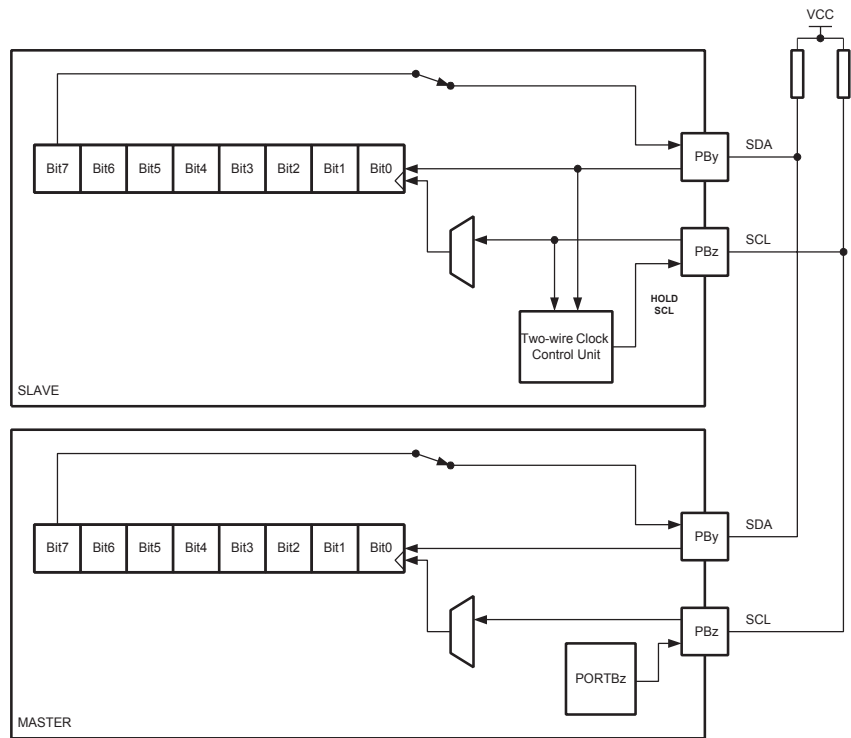 VCC
Bit7 Bit6 Bit5 Bit4 Bit3 Bit2 Bit1 Bit0
PBy
SDA
PBz
SCL
HOLD
SCL
Two-wire Clock
Control Unit
SLAVE
Bit7 Bit6 Bit5 Bit4 Bit3 Bit2 Bit1 Bit0
PBy
SDA
PBz
SCL
PORTBz
MASTER